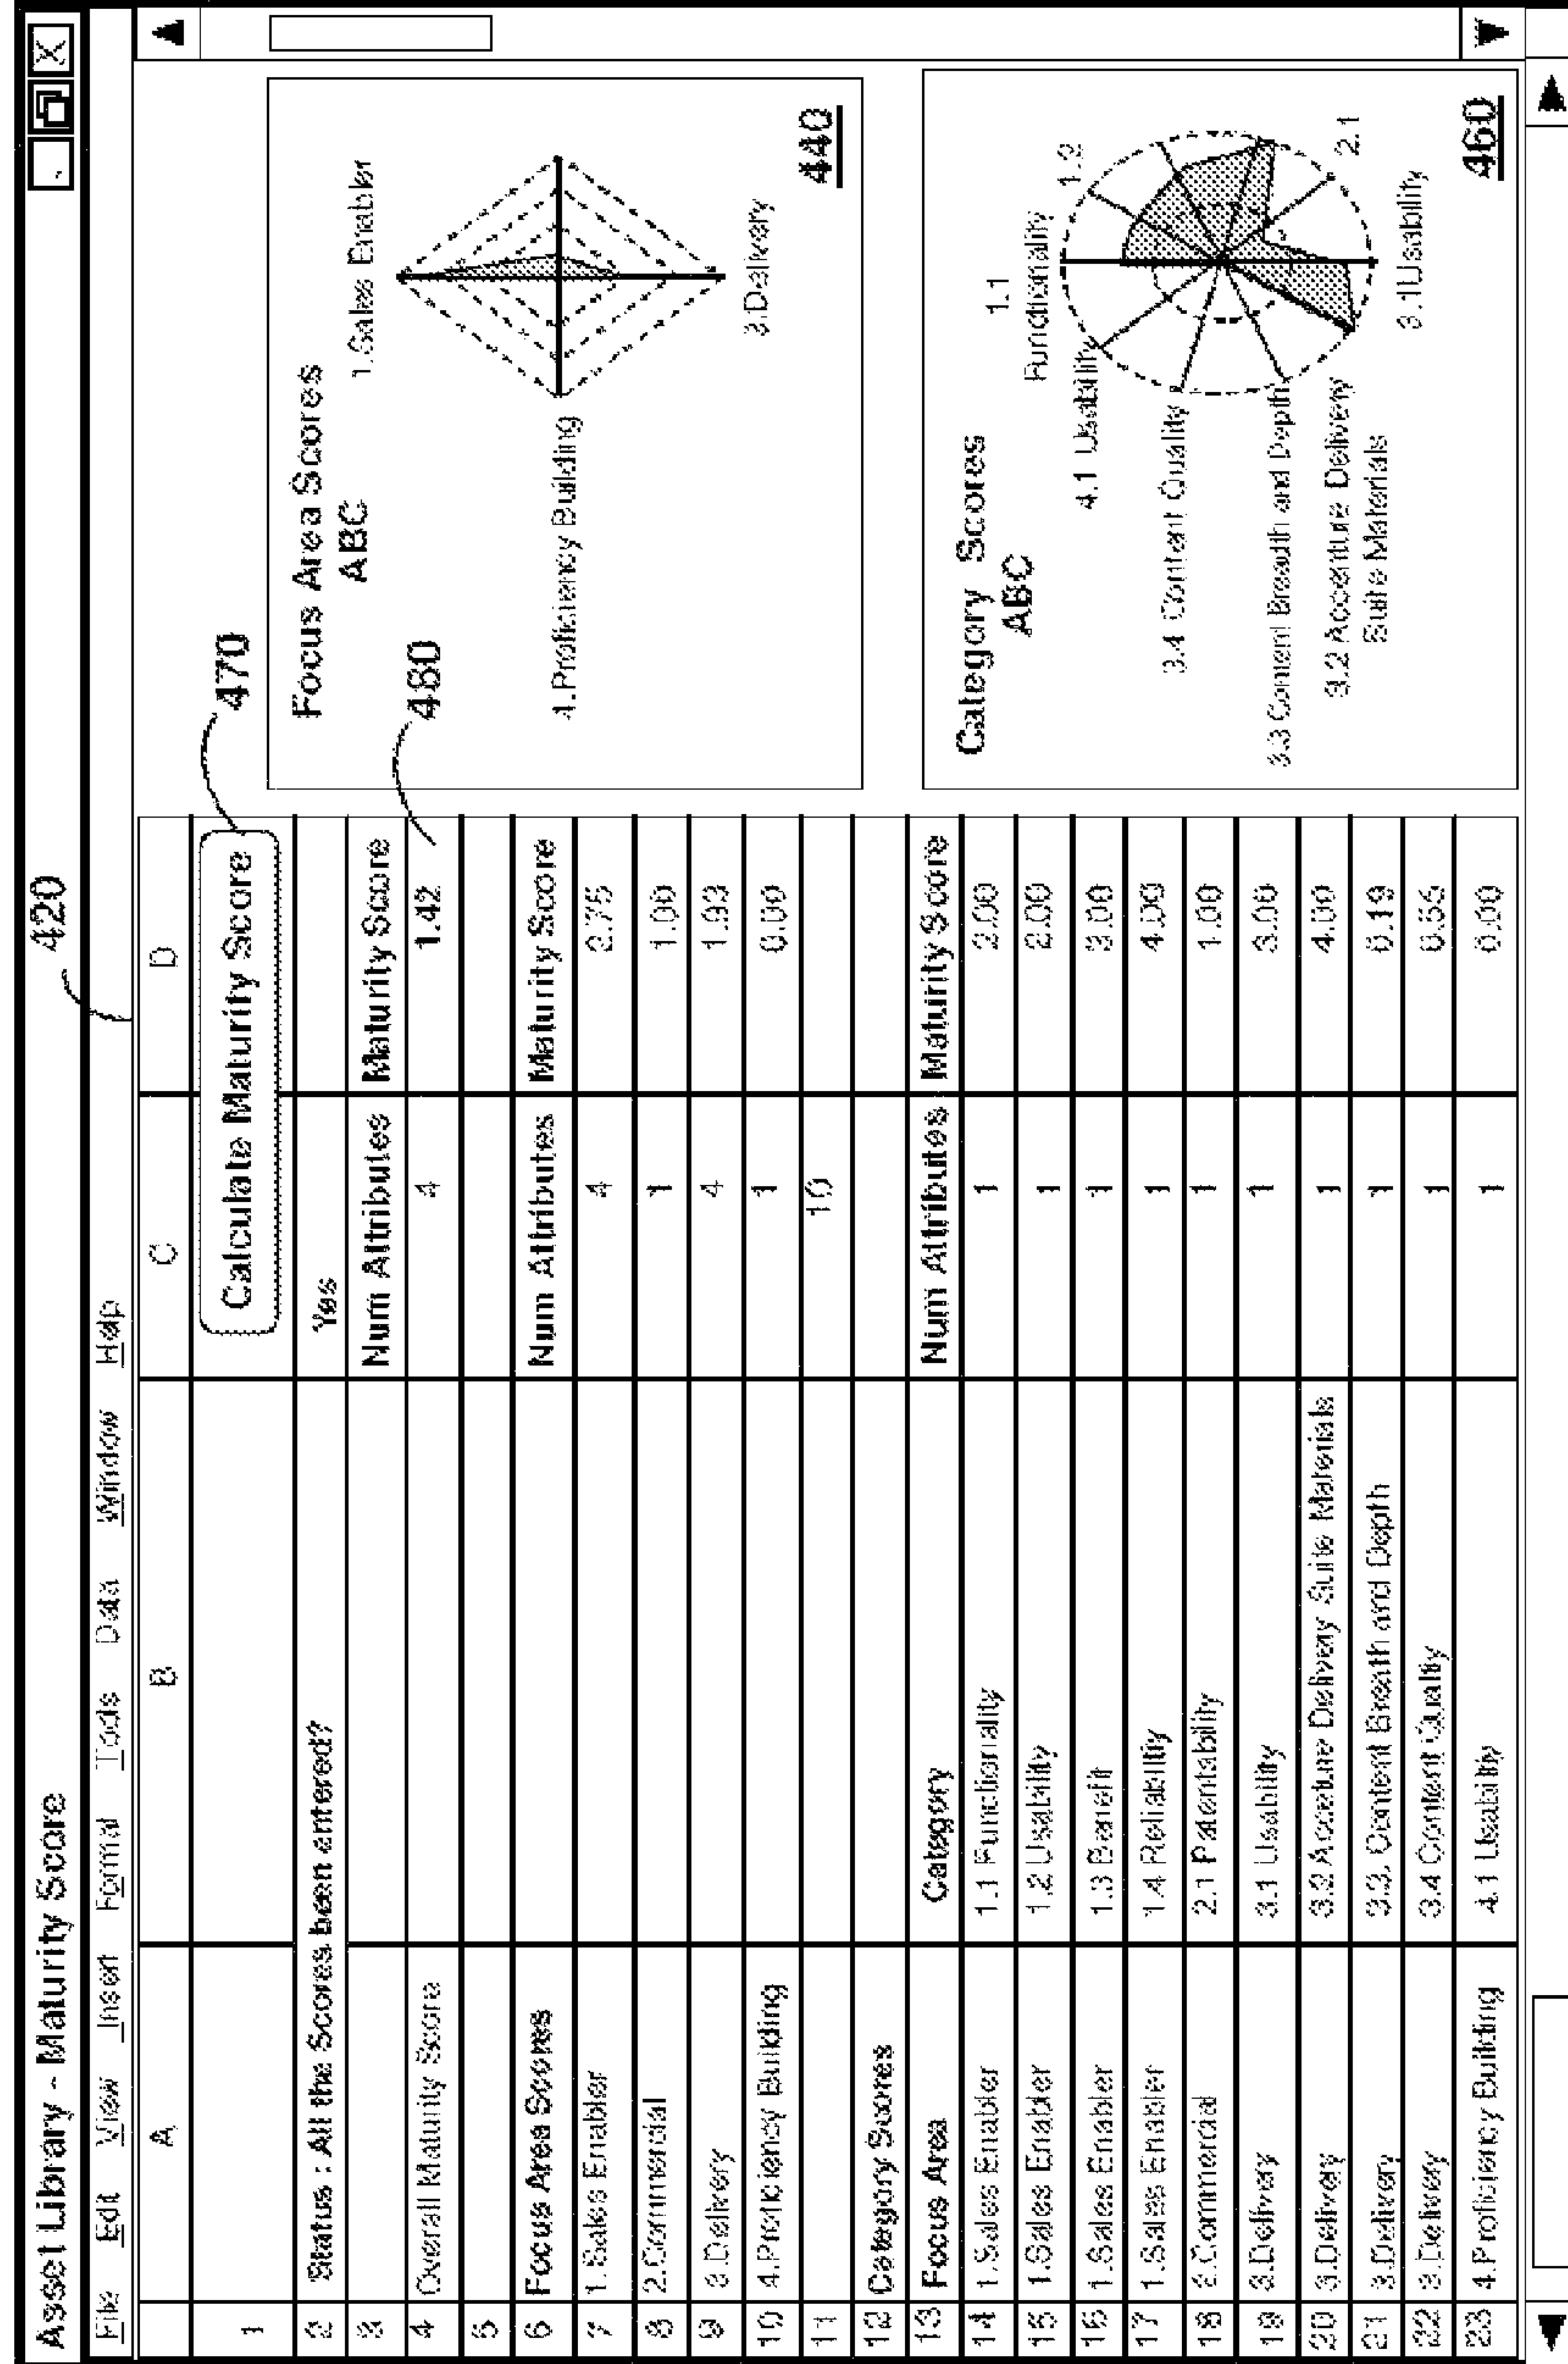 420
Asset Library - Maturity Score
File Edit View Insert Format Tools Data Window Help
A B C D
1 Calculate Maturity Score
470
2 Status : All the Scores been entered? Yes
3 Num Attributes Maturity Score
4 Overall Maturity Score 4 1.42
480
5
6 Focus Area Scores Num Attributes Maturity Score
7 1.Sales Enabler 4 2.75
8 2.Commercial 1 1.00
9 3.Delivery 4 1.93
10 4.Proficiency Building 1 0.00
11 10
12 Category Scores
13 Focus Area Category Num Attributes Maturity Score
14 1.Sales Enabler 1.1 Functionality 1 2.00
15 1.Sales Enabler 1.2 Usability 1 2.00
16 1.Sales Enabler 1.3 Benefit 1 3.00
17 1.Sales Enabler 1.4 Reliability 1 4.00
18 2.Commercial 2.1 Patentability 1 1.00
19 3.Delivery 3.1 Usability 1 3.00
20 3.Delivery 3.2 Delivery Suite Materials 1 4.00
21 3.Delivery 3.3. Content Breath and Depth 1 0.19
22 3.Delivery 3.4 Content Quality 1
23 4.Proficiency Building 4.1 Usability 1 0.00
Focus Area Scores
ABC
1.Sales Enabler
4.Proficiency Building
3.Delivery
440
Category Scores
ABC
1.1
Functionality
1.2
4.1 Usability
3.4 Content Quality
3.3 Content Breadth and Depth
2.1
3.2 Accenture Delivery
Suite Materials
3.1Usability
460